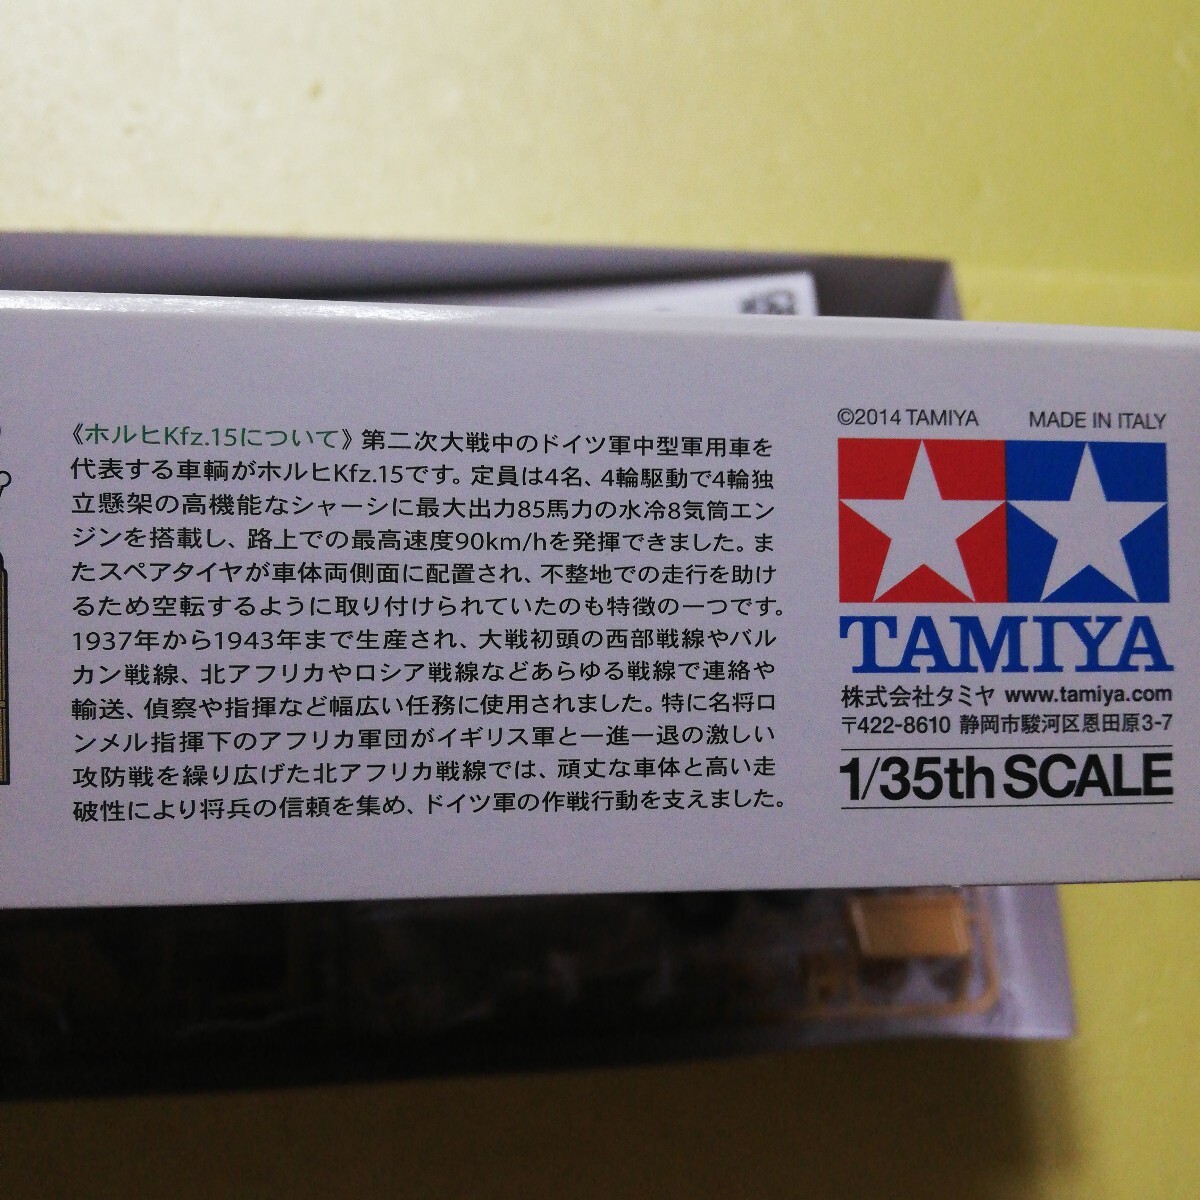 《ホルヒKfz.15について》第二次大戦中のドイツ軍中型軍用車を
代表する車輌がホルヒKfz.15です。定員は4名、4輪駆動で4輪独
立懸架の高機能なシャーシに最大出力85馬力の水冷8気筒エン
ジンを搭載し、路上での最高速度90km/hを発揮できました。ま
たスペアタイヤが車体両側面に配置され、不整地での走行を助け
るため空転するように取り付けられていたのも特徴の一つです。
1937年から1943年まで生産され、大戦初頭の西部戦線やバル
カン戦線、北アフリカやロシア戦線などあらゆる戦線で連絡や
輸送、偵察や指揮など幅広い任務に使用されました。特に名将ロ
ンメル指揮下のアフリカ軍団がイギリス軍と一進一退の激しい
攻防戦を繰り広げた北アフリカ戦線では、頑丈な車体と高い走
破性により将兵の信頼を集め、ドイツ軍の作戦行動を支えました。
©2014 TAMIYA MADE IN ITALY
TAMIYA
株式会社タミヤ www.tamiya.com
〒422-8610 静岡市駿河区恩田原3-7
1/35th SCALE